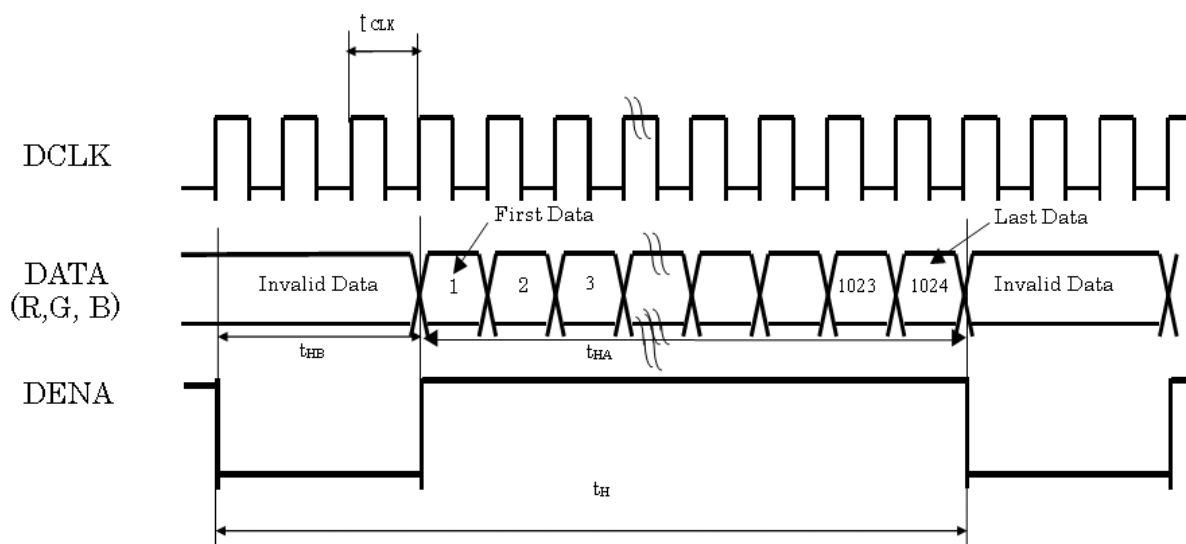 t CLK
DCLK
First Data
Last Data
DATA
(R,G, B)
Invalid Data
1
2
3
1023
1024
Invalid Data
tHB
tHA
DENA
tH